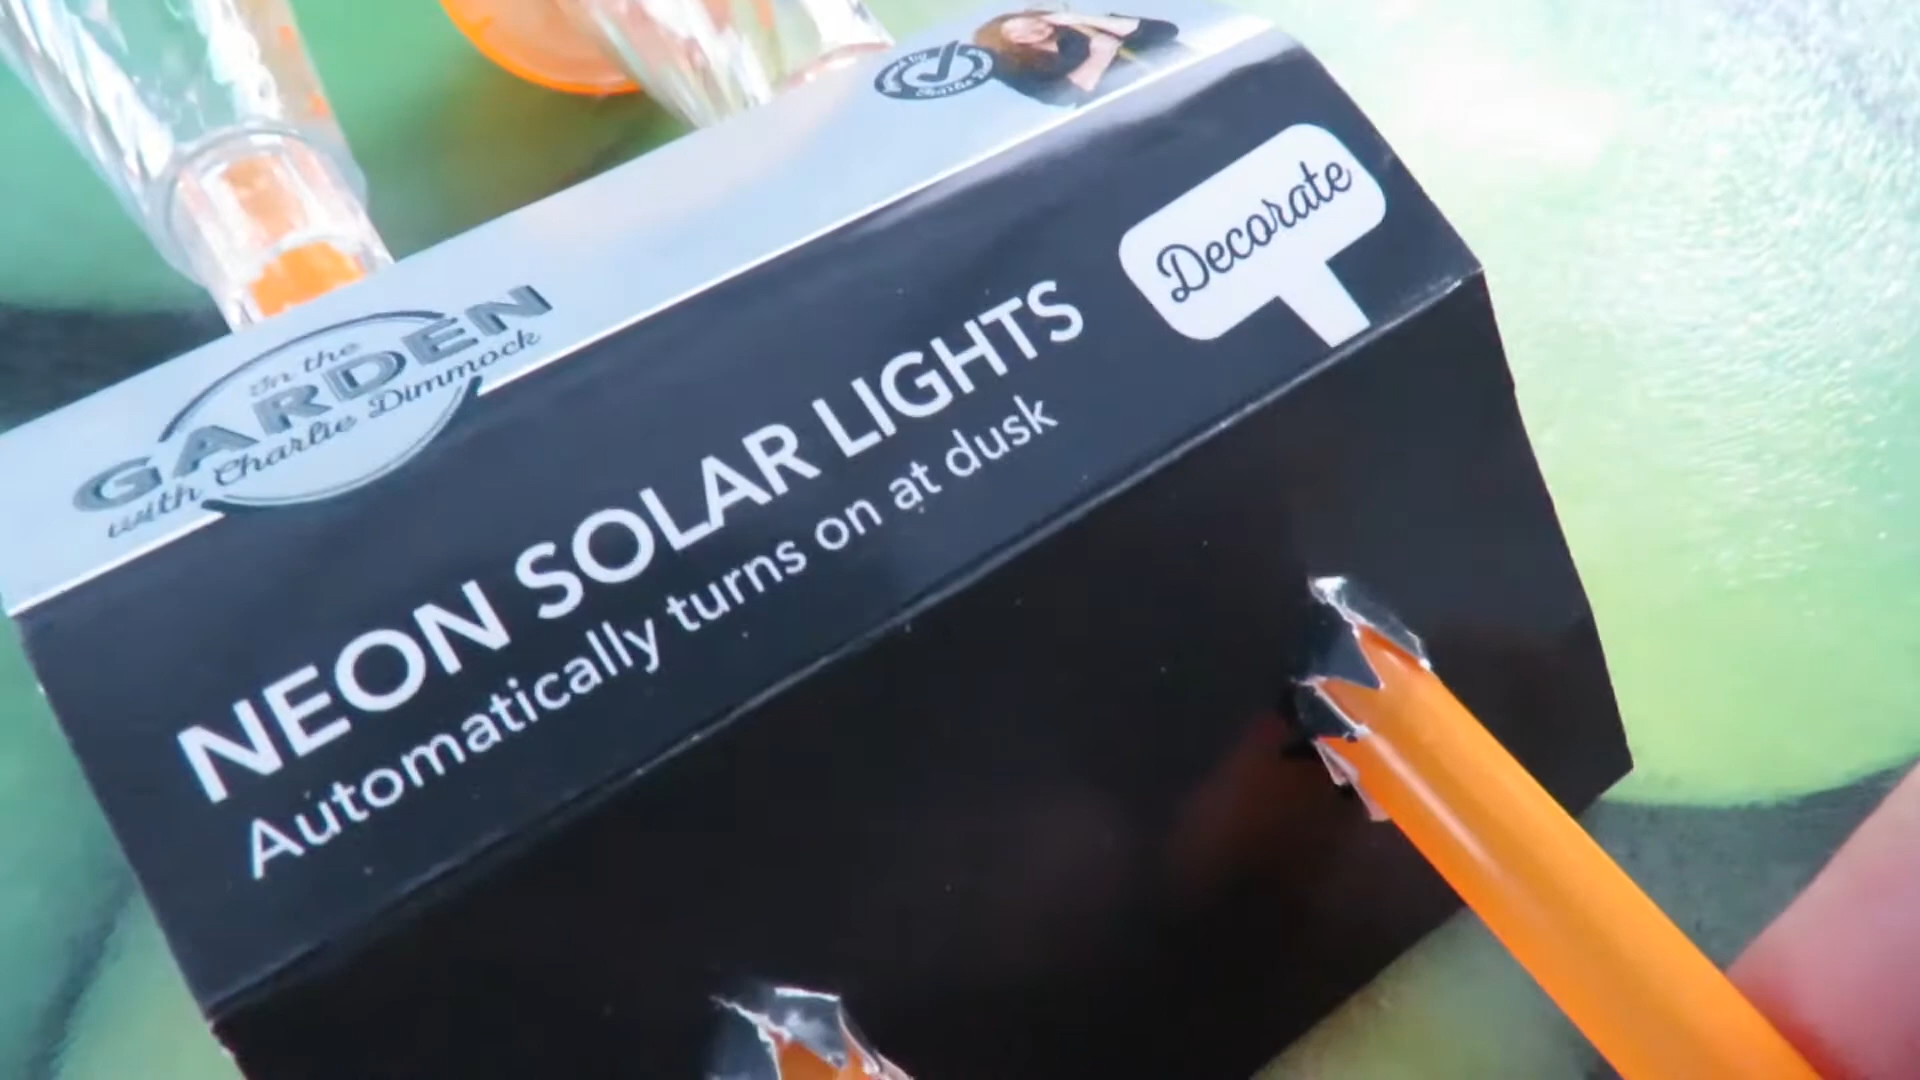 In the
GARDEN
with Charlie Dimmock
Decorate
NEON SOLAR LIGHTS
Automatically turns on at dusk